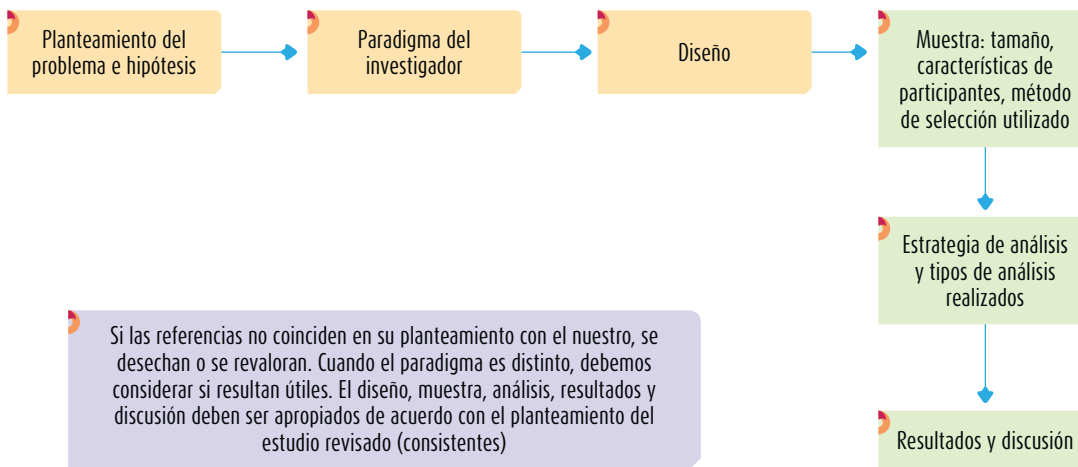 Planteamiento del
problema e hipótesis
Paradigma del
investigador
Diseño
Muestra: tamaño,
características de
participantes, método
de selección utilizado
Estrategia de análisis
y tipos de análisis
realizados
Si las referencias no coinciden en su planteamiento con el nuestro, se
desechan o se revaloran. Cuando el paradigma es distinto, debemos
considerar si resultan útiles. El diseño, muestra, análisis, resultados y
discusión deben ser apropiados de acuerdo con el planteamiento del
estudio revisado (consistentes)
Resultados y discusión